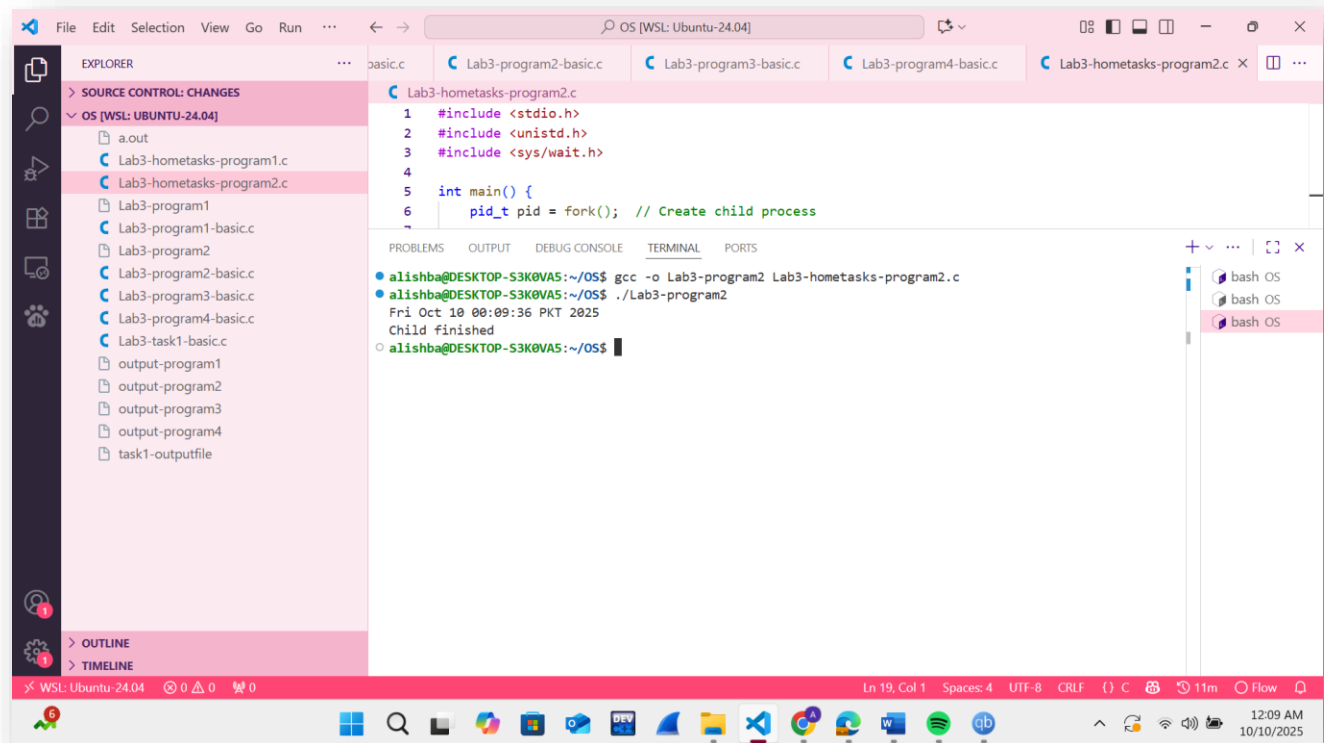 File Edit Selection View Go Run ··· OS [WSL: Ubuntu-24.04]
EXPLORER ···
basic.c Lab3-program2-basic.c Lab3-program3-basic.c Lab3-program4-basic.c Lab3-hometasks-program2.c
SOURCE CONTROL: CHANGES
OS [WSL: UBUNTU-24.04]
a.out
Lab3-hometasks-program1.c
Lab3-hometasks-program2.c
Lab3-program1
Lab3-program1-basic.c
Lab3-program2
Lab3-program2-basic.c
Lab3-program3-basic.c
Lab3-program4-basic.c
Lab3-task1-basic.c
output-program1
output-program2
output-program3
output-program4
task1-outputfile
OUTLINE
TIMELINE
Lab3-hometasks-program2.c
1 #include <stdio.h>
2 #include <unistd.h>
3 #include <sys/wait.h>
4
5 int main() {
6 pid_t pid = fork(); // Create child process
PROBLEMS OUTPUT DEBUG CONSOLE TERMINAL PORTS
alishba@DESKTOP-S3K0VA5:~/OS$ gcc -o Lab3-program2 Lab3-hometasks-program2.c
alishba@DESKTOP-S3K0VA5:~/OS$ ./Lab3-program2
Fri Oct 10 00:09:36 PKT 2025
Child finished
alishba@DESKTOP-S3K0VA5:~/OS$
bash OS
bash OS
bash OS
1
1
WSL: Ubuntu-24.04 0 0 0 Ln 19, Col 1 Spaces: 4 UTF-8 CRLF {} C 11m Flow
6
DEV
A
qb
12:09 AM
10/10/2025